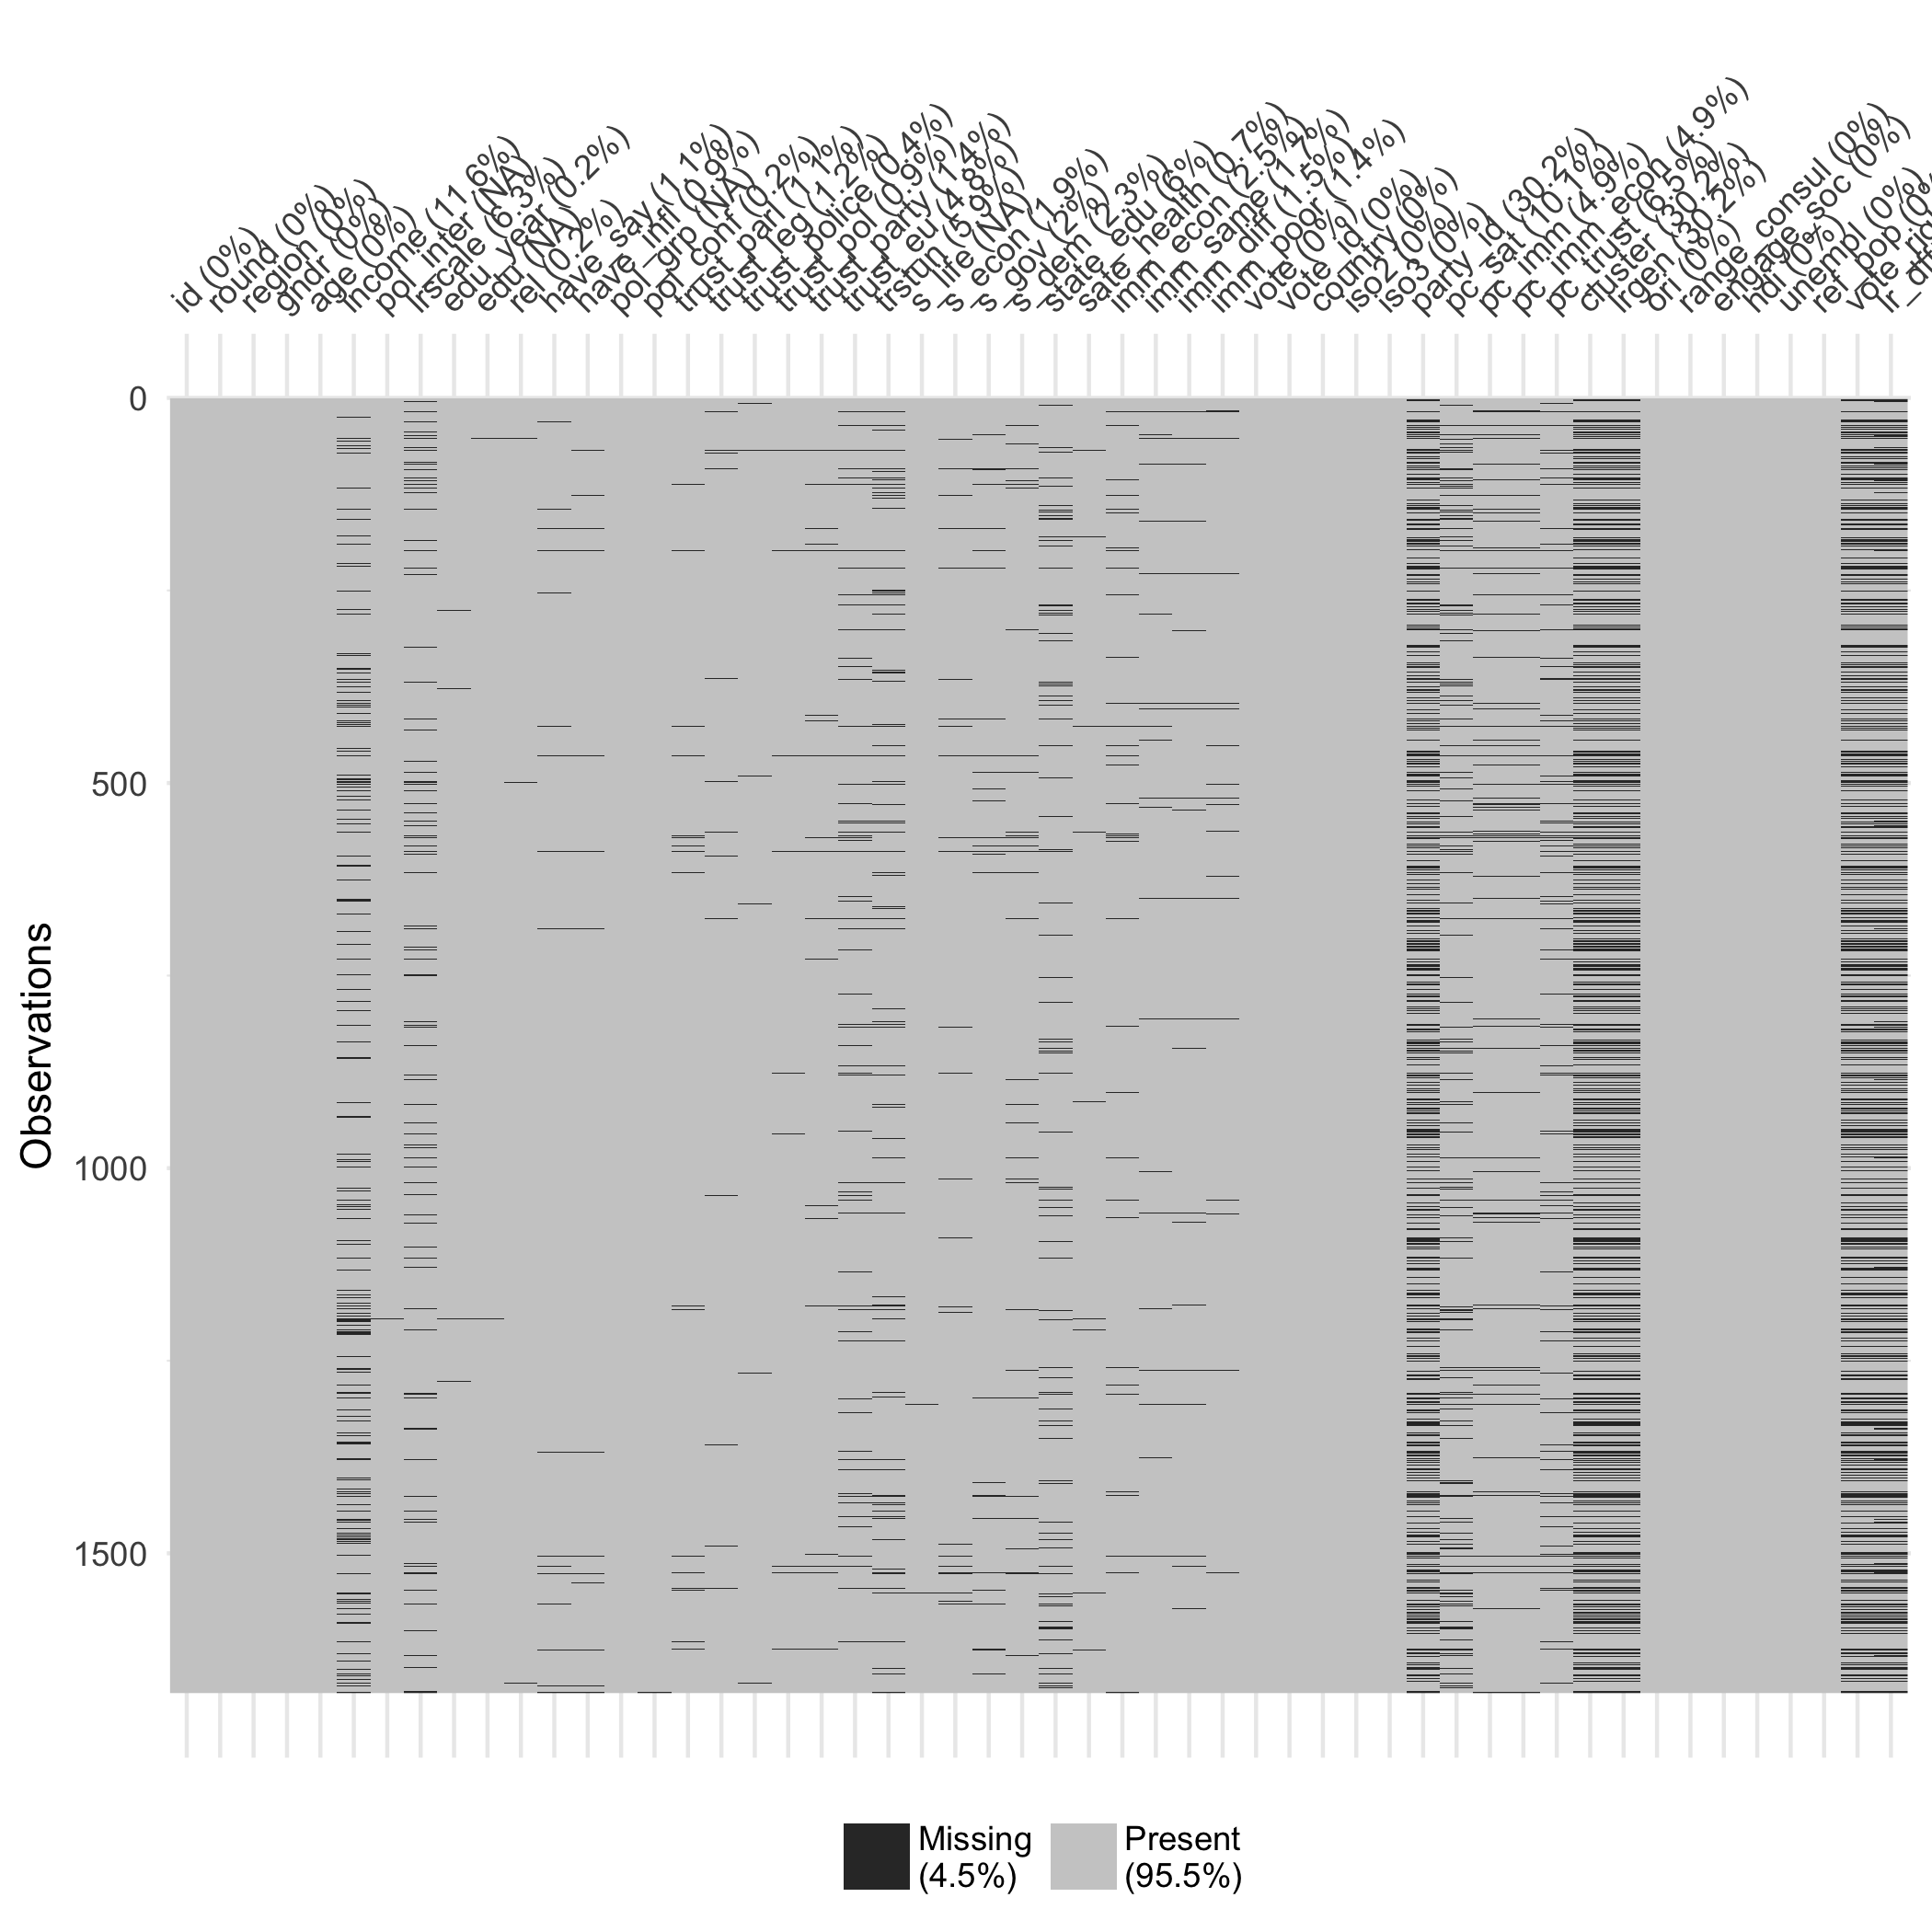 id (0%)
round (0%)
region (0%)
gndr (0%)
age (0%)
income (11.6%)
pol_inter (NA)
lrscale (6.3%)
edu_year (0.2%)
edu (NA)
rel (0.2%)
have_say (1.1%)
have_infl (0.9%)
pol_grp (NA)
pol_conf (0.2%)
trust_parl (1.1%)
trust_leg (1.2%)
trust_police (0.4%)
trust_pol (0.9%)
trust_party (1.4%)
trust_eu (4.8%)
trstun (5.9%)
s_life (NA)
s_econ (1.9%)
s_gov (2%)
s_dem (2.3%)
state_edu (6%)
sate_health (0.7%)
imm_econ (2.5%)
imm_same (1.7%)
imm_diff (1.5%)
imm_poor (1.4%)
vote (0%)
vote_id (0%)
country (0%)
iso2 (0%)
iso3 (0%)
party_id (30.2%)
pc_sat (10.1%)
pc_imm (4.9%)
pc_imm_econ (4.9%)
pc_trust (6.5%)
cluster (30.2%)
lrgen (30.2%)
ori (0%)
range_consul (0%)
engage_soc (0%)
hdi (0%)
unempl (0%)
ref_pop (0
vote_rig
lr_dif
0
500
1000
1500
Observations
Missing
(4.5%)
Present
(95.5%)